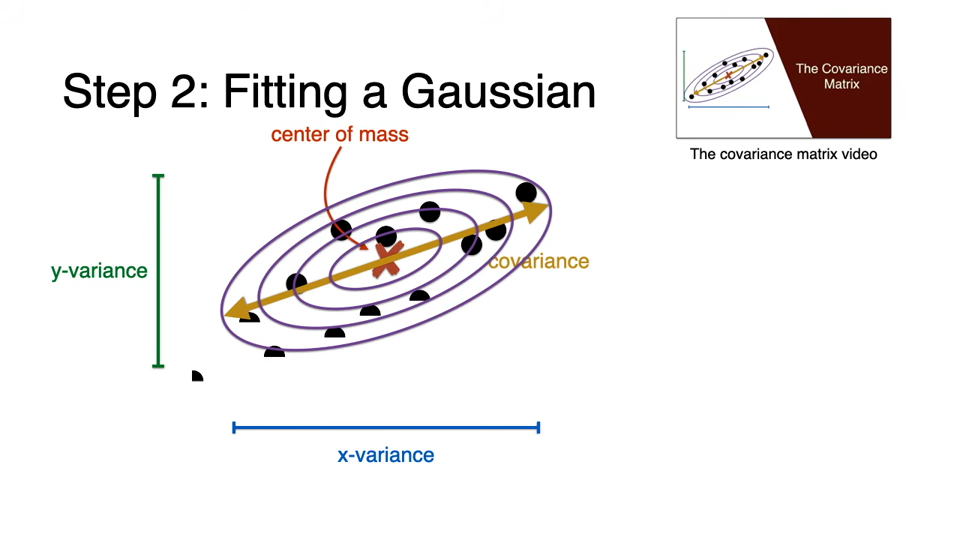 Step 2: Fitting a Gaussian
center of mass
y-variance
covariance
x-variance
The Covariance
Matrix
The covariance matrix video